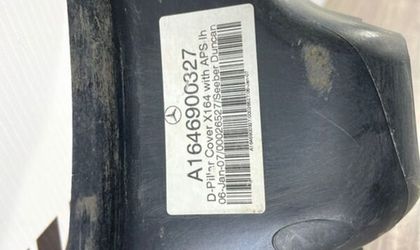 A1646900327
D-Pillar Cover X164 with APS-lh
06-Jan-07/00026527/Seeber Duncan